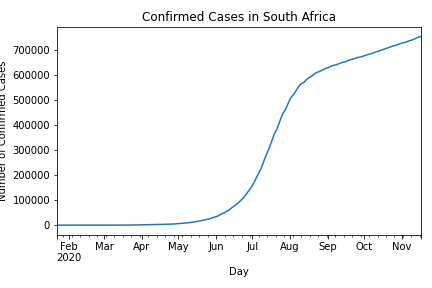 Confirmed Cases in South Africa
Number of Confirmed Cases
700000
600000
500000
400000
300000
200000
100000
0
Feb Mar Apr May Jun Jul Aug Sep Oct Nov
2020
Day